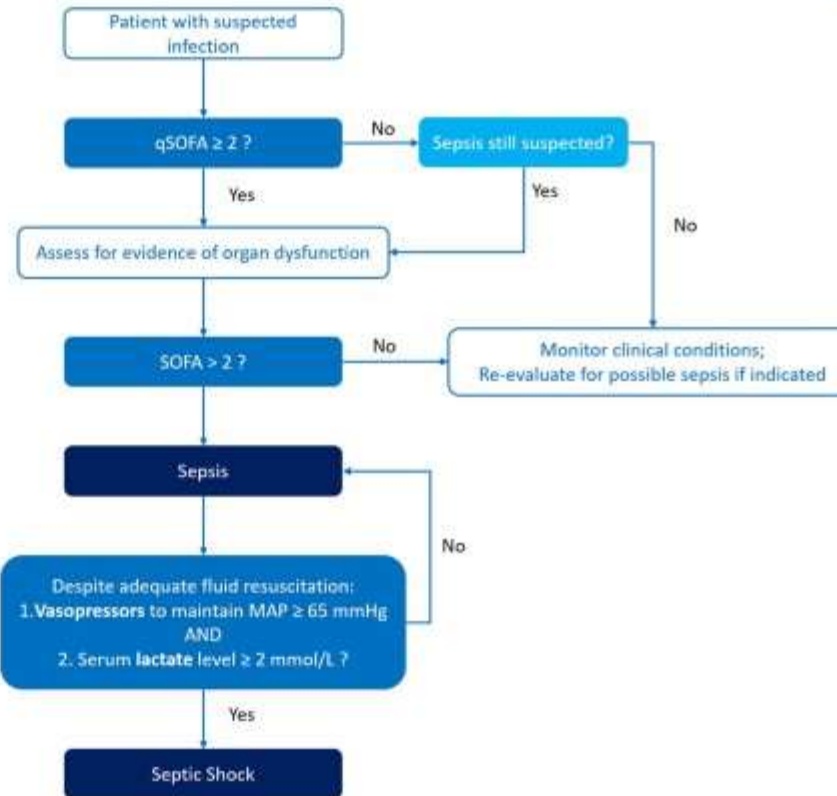 Patient with suspected
infection
qSOFA ≥ 2 ?
No
Sepsis still suspected?
Yes
Yes
No
Assess for evidence of organ dysfunction
SOFA > 2 ?
No
Monitor clinical conditions;
Re-evaluate for possible sepsis if indicated
Sepsis
No
Despite adequate fluid resuscitation:
1.Vasopressors to maintain MAP ≥ 65 mmHg
AND
2. Serum lactate level ≥ 2 mmol/L ?
Yes
Septic Shock